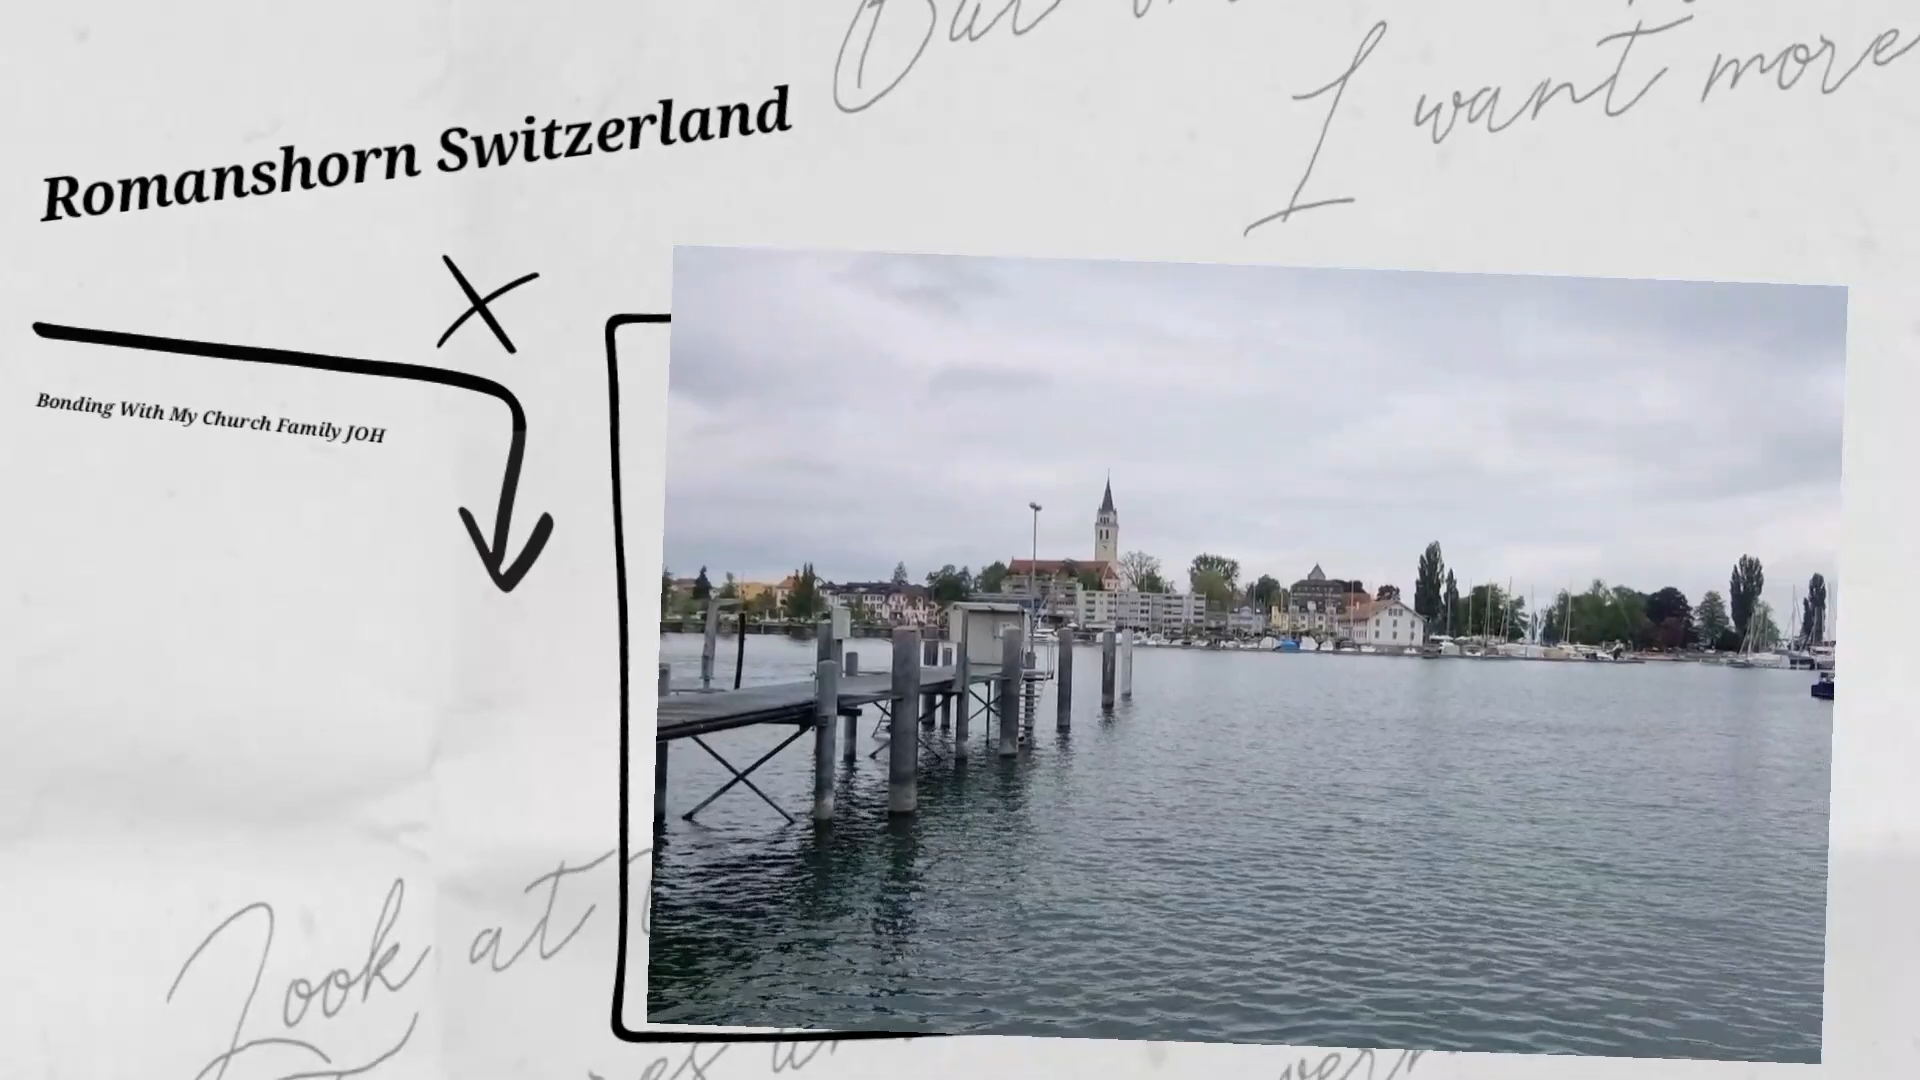 I want more
Romanshorn Switzerland
Bonding With My Church Family JOH
Look at